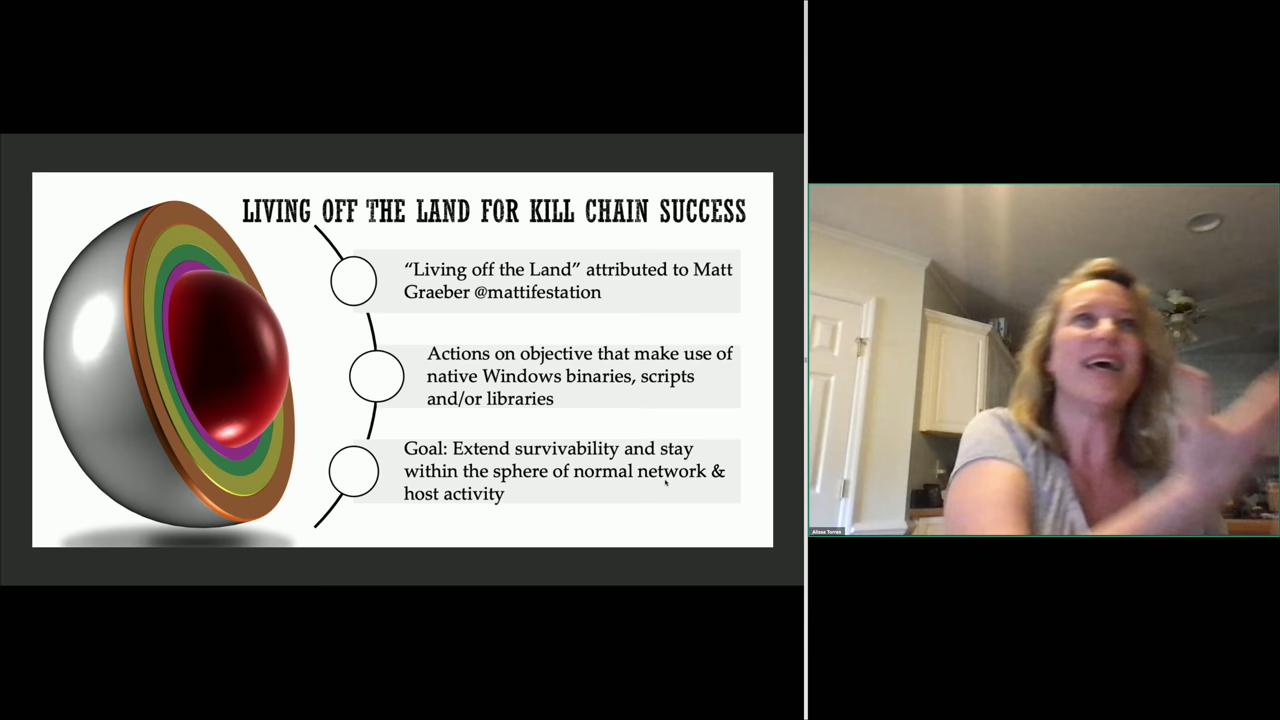 LIVING OFF THE LAND FOR KILL CHAIN SUCCESS
“Living off the Land” attributed to Matt
Graeber @mattifestation
Actions on objective that make use of
native Windows binaries, scripts
and/or libraries
Goal: Extend survivability and stay
within the sphere of normal network &
host activity
Alissa Torres